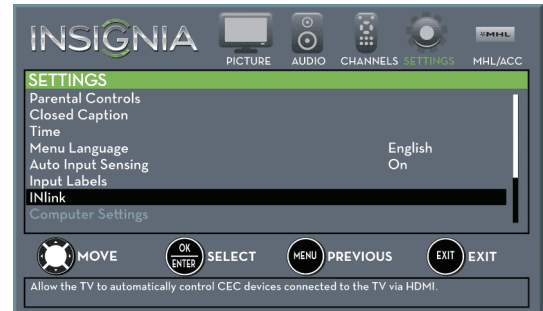 INSIGNIA
PICTURE AUDIO CHANNELS SETTINGS MHL/ACC
MHL
SETTINGS
Parental Controls
Closed Caption
Time
Menu Language English
Auto Input Sensing On
Input Labels
INlink
Computer Settings
MOVE OK ENTER SELECT MENU PREVIOUS EXIT EXIT
Allow the TV to automatically control CEC devices connected to the TV via HDMI.